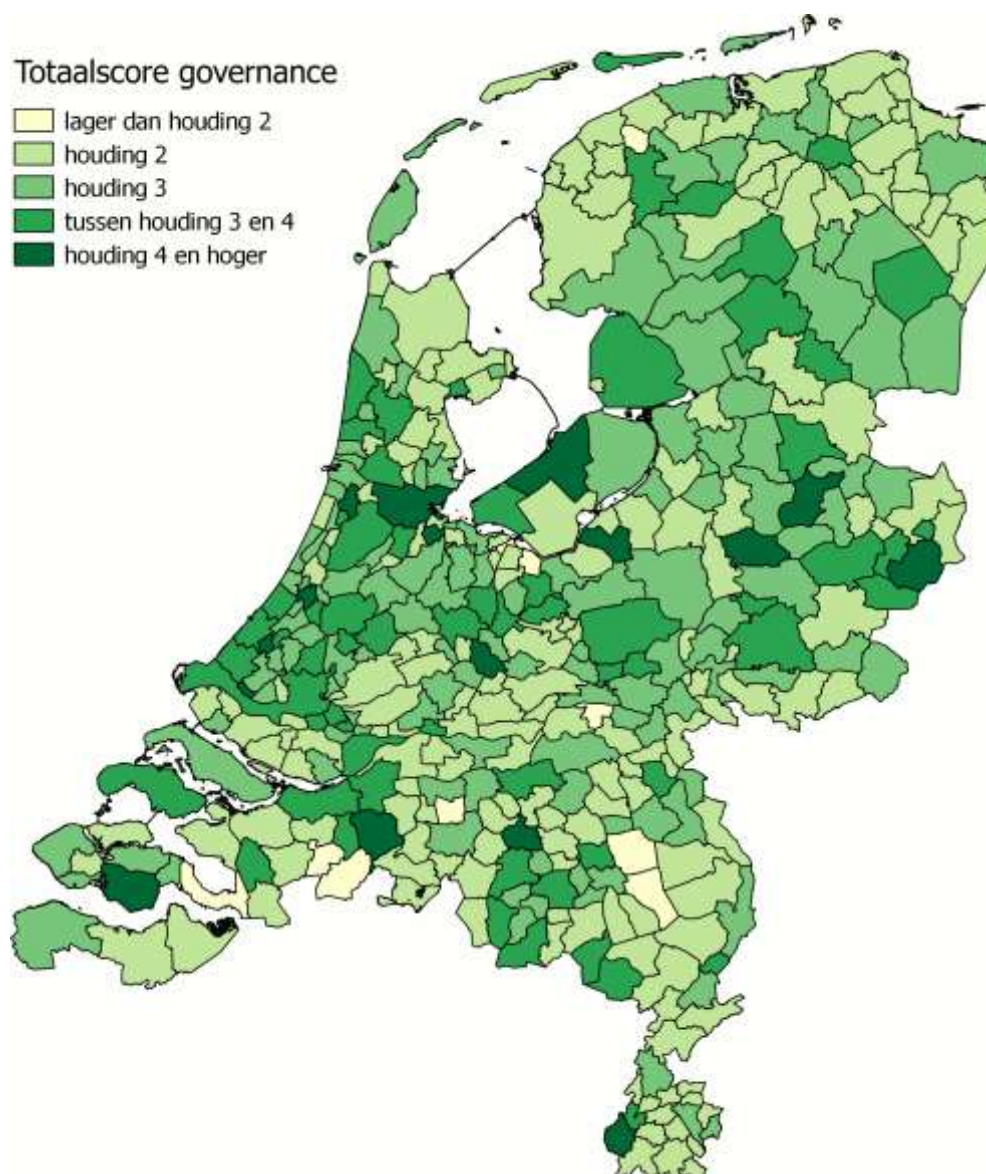 Totaalscore governance
lager dan houding 2
houding 2
houding 3
tussen houding 3 en 4
houding 4 en hoger